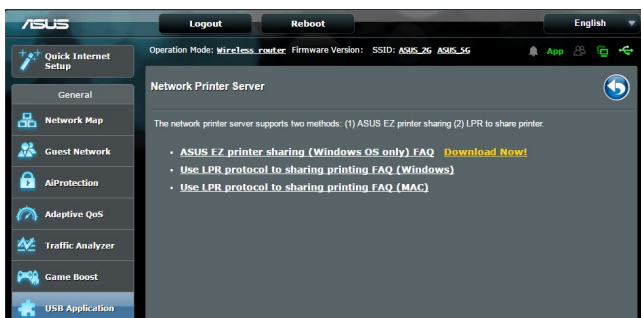 ASUS
Logout
Reboot
English
Quick Internet Setup
Operation Mode: Wireless router Firmware Version: SSID: ASUS_2G ASUS_5G
App
General
Network Map
Guest Network
AiProtection
Adaptive QoS
Traffic Analyzer
Game Boost
USB Application
Network Printer Server
The network printer server supports two methods: (1) ASUS EZ printer sharing (2) LPR to share printer.
ASUS EZ printer sharing (Windows OS only) FAQ Download Now!
Use LPR protocol to sharing printing FAQ (Windows)
Use LPR protocol to sharing printing FAQ (MAC)